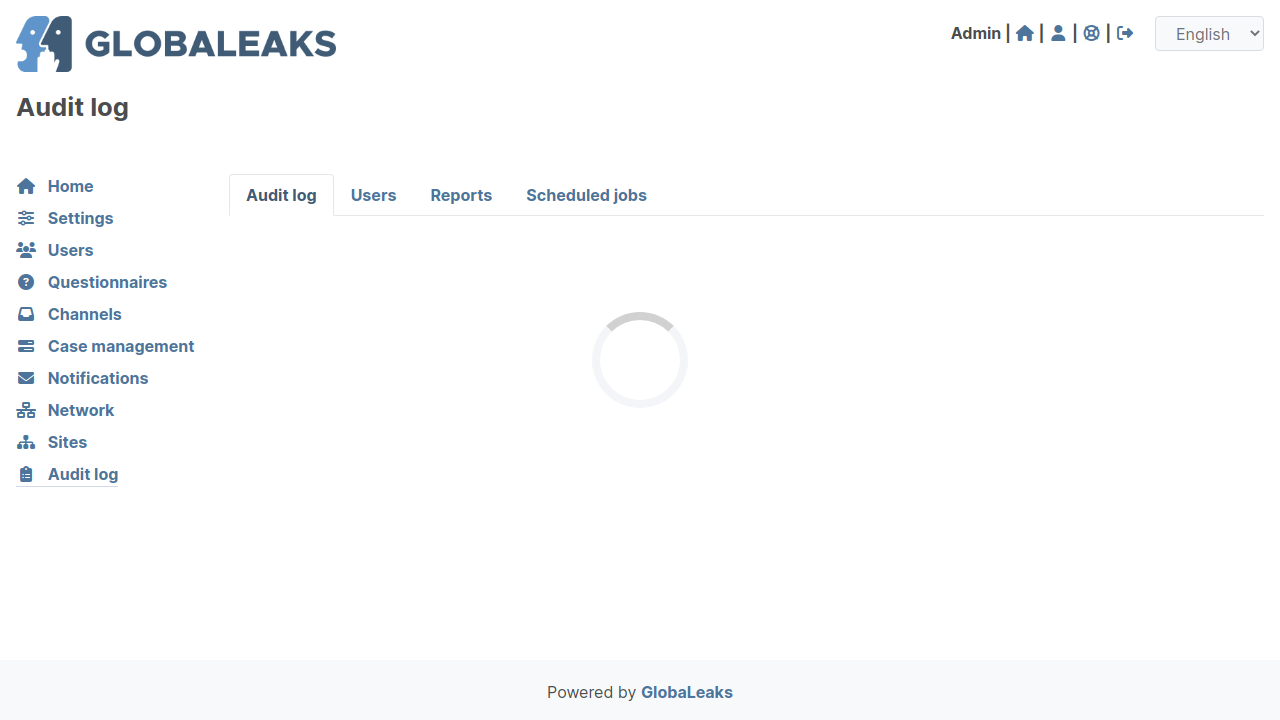 GLOBALEAKS
Admin | | | |
English
Audit log
Home
Settings
Users
Questionnaires
Channels
Case management
Notifications
Network
Sites
Audit log
Audit log Users Reports Scheduled jobs
Powered by GlobaLeaks